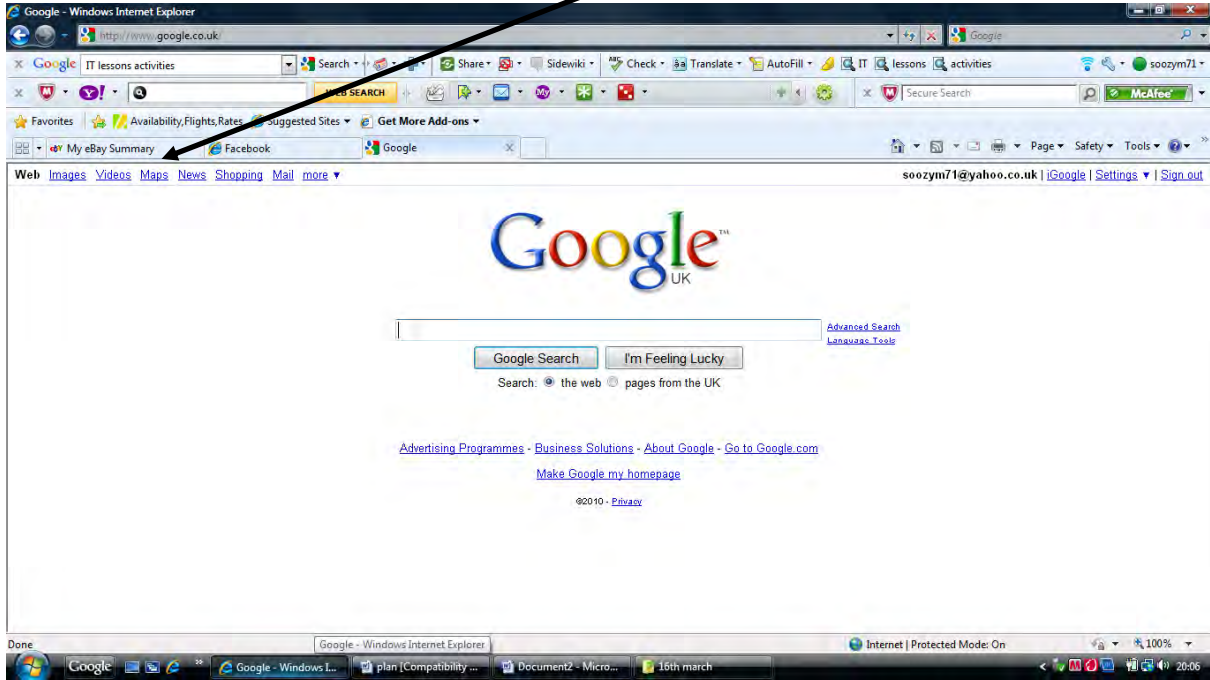 Google - Windows Internet Explorer
http://www.google.co.uk/ Google
Google IT lessons activities Search Share Sidewiki ABC Check Translate AutoFill IT lessons activities soozym71
Y! WEB SEARCH My Secure Search McAfee
Favorites Availability,Flights,Rates Suggested Sites Get More Add-ons
My eBay Summary Facebook Google Page Safety Tools
Web Images Videos Maps News Shopping Mail more soozym71@yahoo.co.uk | iGoogle | Settings | Sign out
Google™
UK
Advanced Search
Language Tools
Google Search I'm Feeling Lucky
Search: the web pages from the UK
Advertising Programmes - Business Solutions - About Google - Go to Google.com
Make Google my homepage
©2010 - Privacy
Done Google - Windows Internet Explorer Internet | Protected Mode: On 100%
Google Google - Windows I... plan [Compatibility ... Document2 - Micro... 16th march 20:06